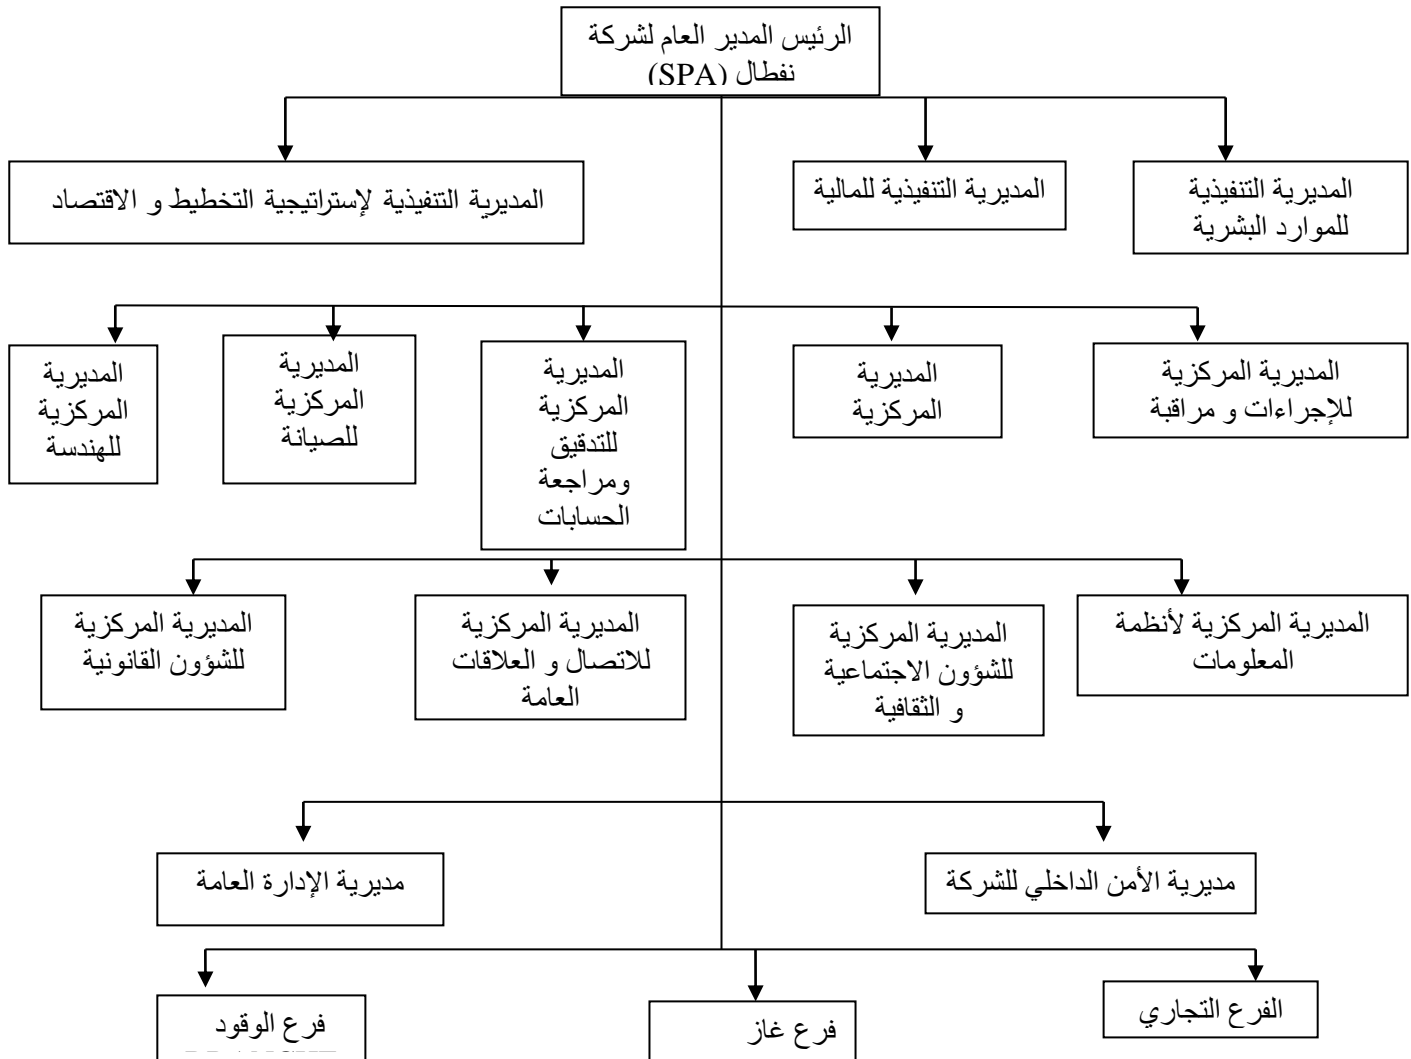 الرئيس المدير العام لشركة
نفطال (SPA)
المديرية التنفيذية
للموارد البشرية
المديرية التنفيذية للمالية
المديرية التنفيذية لإستراتيجية التخطيط و الاقتصاد
المديرية المركزية
للإجراءات و مراقبة
المديرية
المركزية
المديرية
المركزية
للتدقيق
ومراجعة
الحسابات
المديرية
المركزية
للصيانة
المديرية
المركزية
للهندسة
المديرية المركزية لأنظمة
المعلومات
المديرية المركزية
للشؤون الاجتماعية
و الثقافية
المديرية المركزية
للاتصال و العلاقات
العامة
المديرية المركزية
للشؤون القانونية
مديرية الأمن الداخلي للشركة
مديرية الإدارة العامة
الفرع التجاري
فرع غاز
فرع الوقود